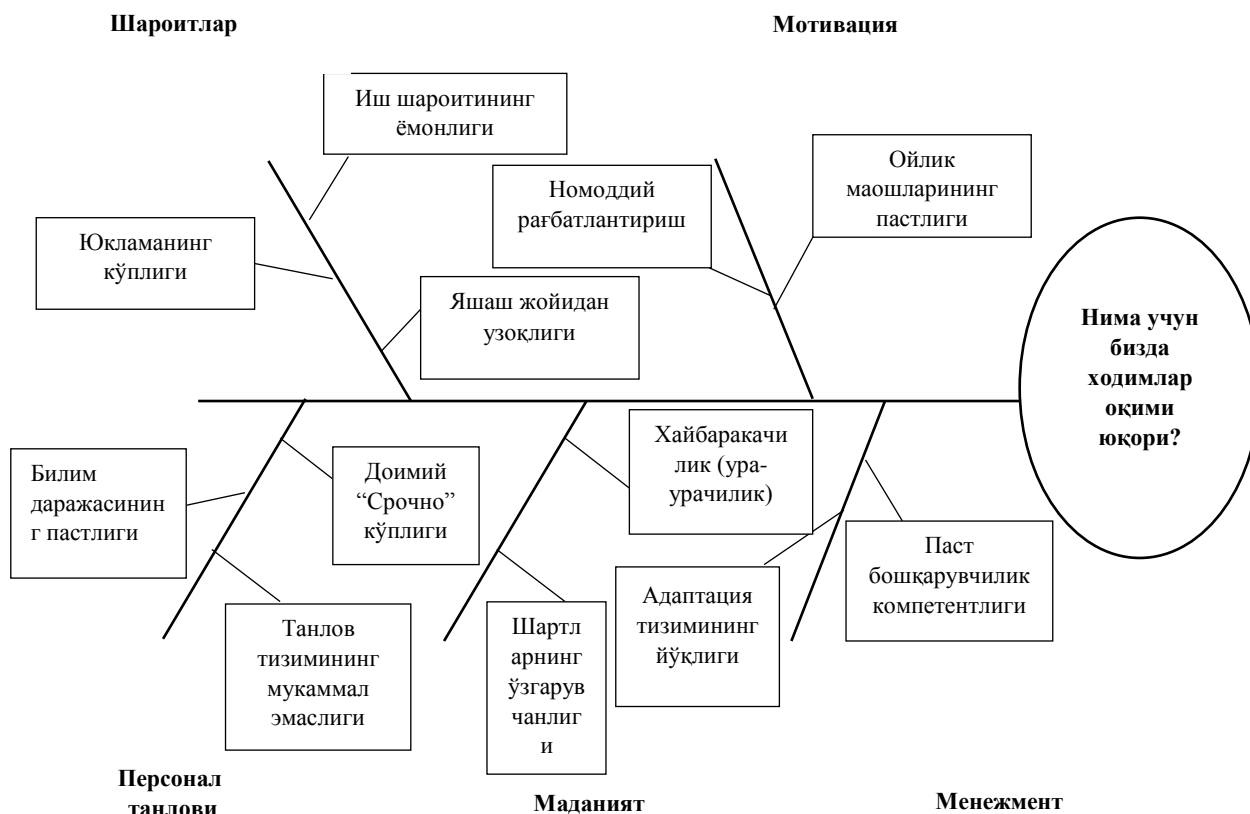 Шароитлар
Мотивация
Иш шароитининг
ёмонлиги
Юкламанинг
кўплиги
Яшаш жойидан
узоқлиги
Номоддий
рағбатлантириш
Ойлик
маошларининг
пастлиги
Нима учун
бизда
ходимлар
оқими
юқори?
Билим
даражасинин
г пастлиги
Доимий
“Срочно”
кўплиги
Танлов
тизимининг
мукаммал
эмаслиги
Хайбаракачи
лик (ура-
урачилик)
Шартл
арнинг
ўзгарув
чанлиг
и
Адаптация
тизимининг
йўқлиги
Паст
бошқарувчилик
компетентлиги
Персонал
танлови
Маданият
Менежмент